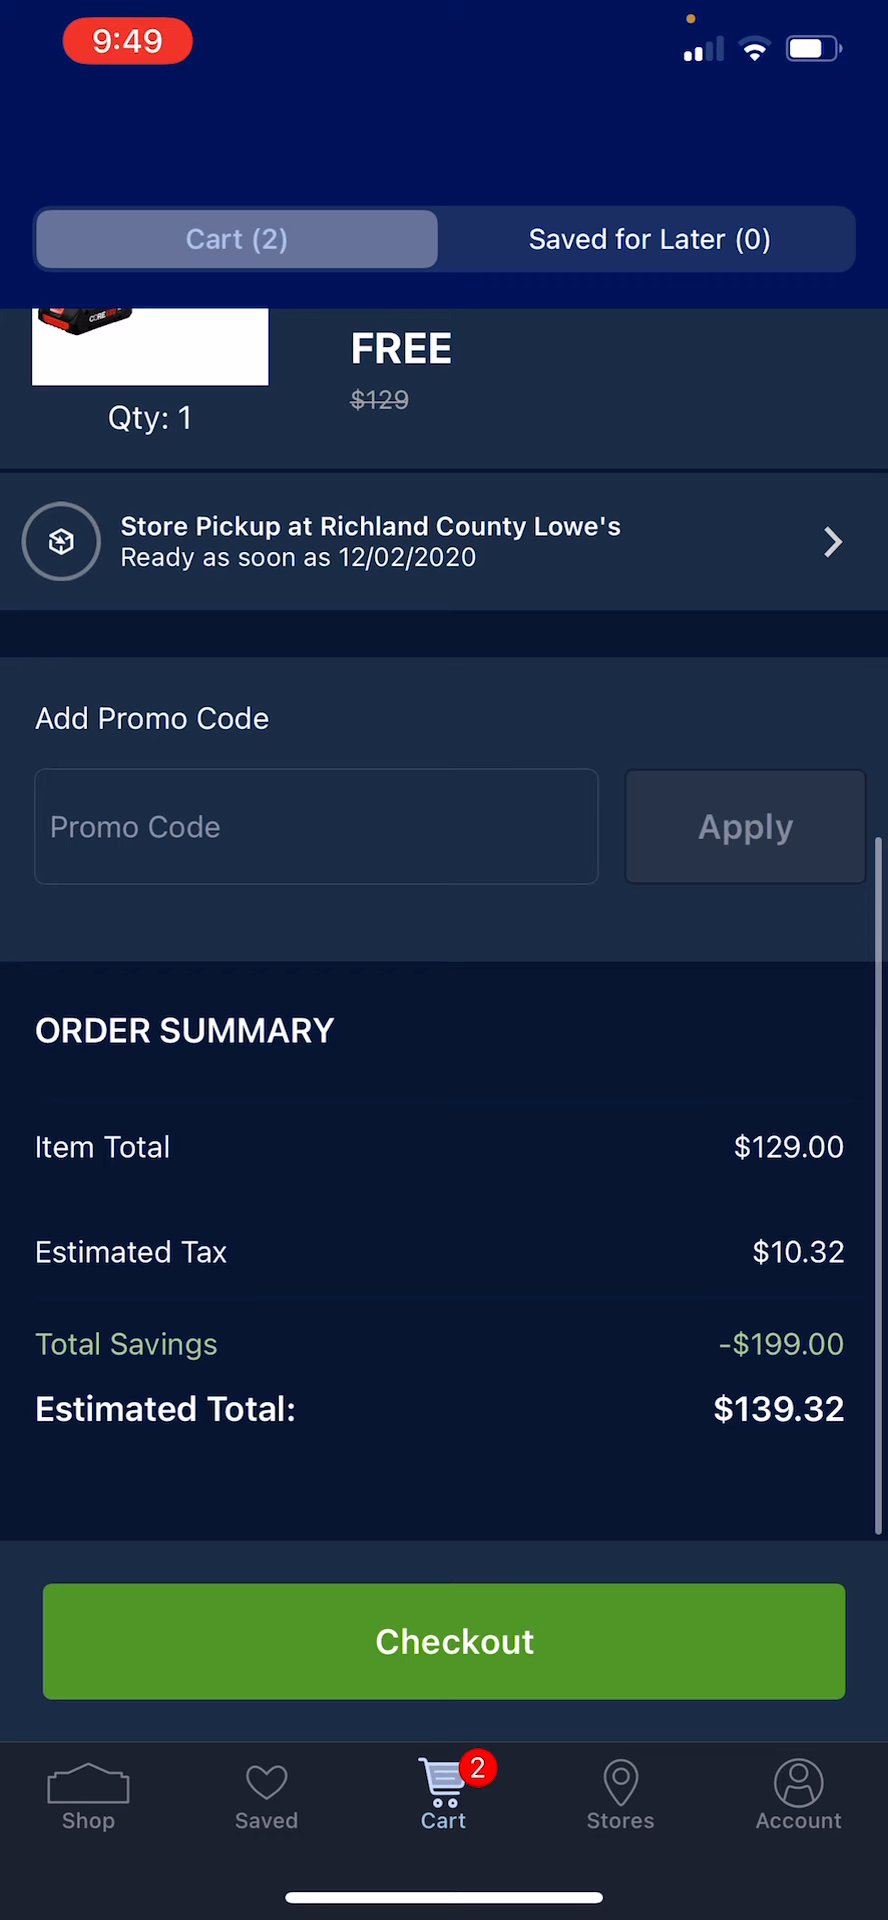 9:49
Cart (2)
Saved for Later (0)
CORE
FREE
$129
Qty: 1
Store Pickup at Richland County Lowe's
Ready as soon as 12/02/2020
Add Promo Code
Promo Code
Apply
ORDER SUMMARY
Item Total $129.00
Estimated Tax $10.32
Total Savings -$199.00
Estimated Total: $139.32
Checkout
2
Shop
Saved
Cart
Stores
Account